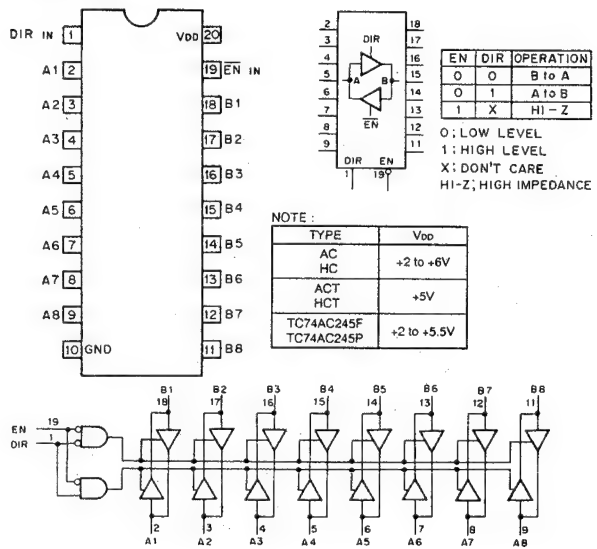 DIR IN 1
VDD 20
A1 2
19 EN IN
A2 3
18 B1
A3 4
17 B2
A4 5
16 B3
A5 6
15 B4
A6 7
14 B5
A7 8
13 B6
A8 9
12 B7
10 GND
11 B8
2 18
3 17
4 16
5 15
6 14
7 13
8 12
9 11
DIR
A B
EN
DIR EN
1 19
EN DIR OPERATION
0 0 B to A
0 1 A to B
1 X HI-Z
0; LOW LEVEL
1; HIGH LEVEL
X; DON'T CARE
HI-Z; HIGH IMPEDANCE
NOTE :
TYPE VDD
AC
HC
+2 to +6V
ACT
HCT
+5V
TC74AC245F
TC74AC245P
+2 to +5.5V
B1 B2 B3 B4 B5 B6 B7 B8
18 17 16 15 14 13 12 11
EN 19
DIR 1
2 3 4 5 6 7 8 9
A1 A2 A3 A4 A5 A6 A7 A8